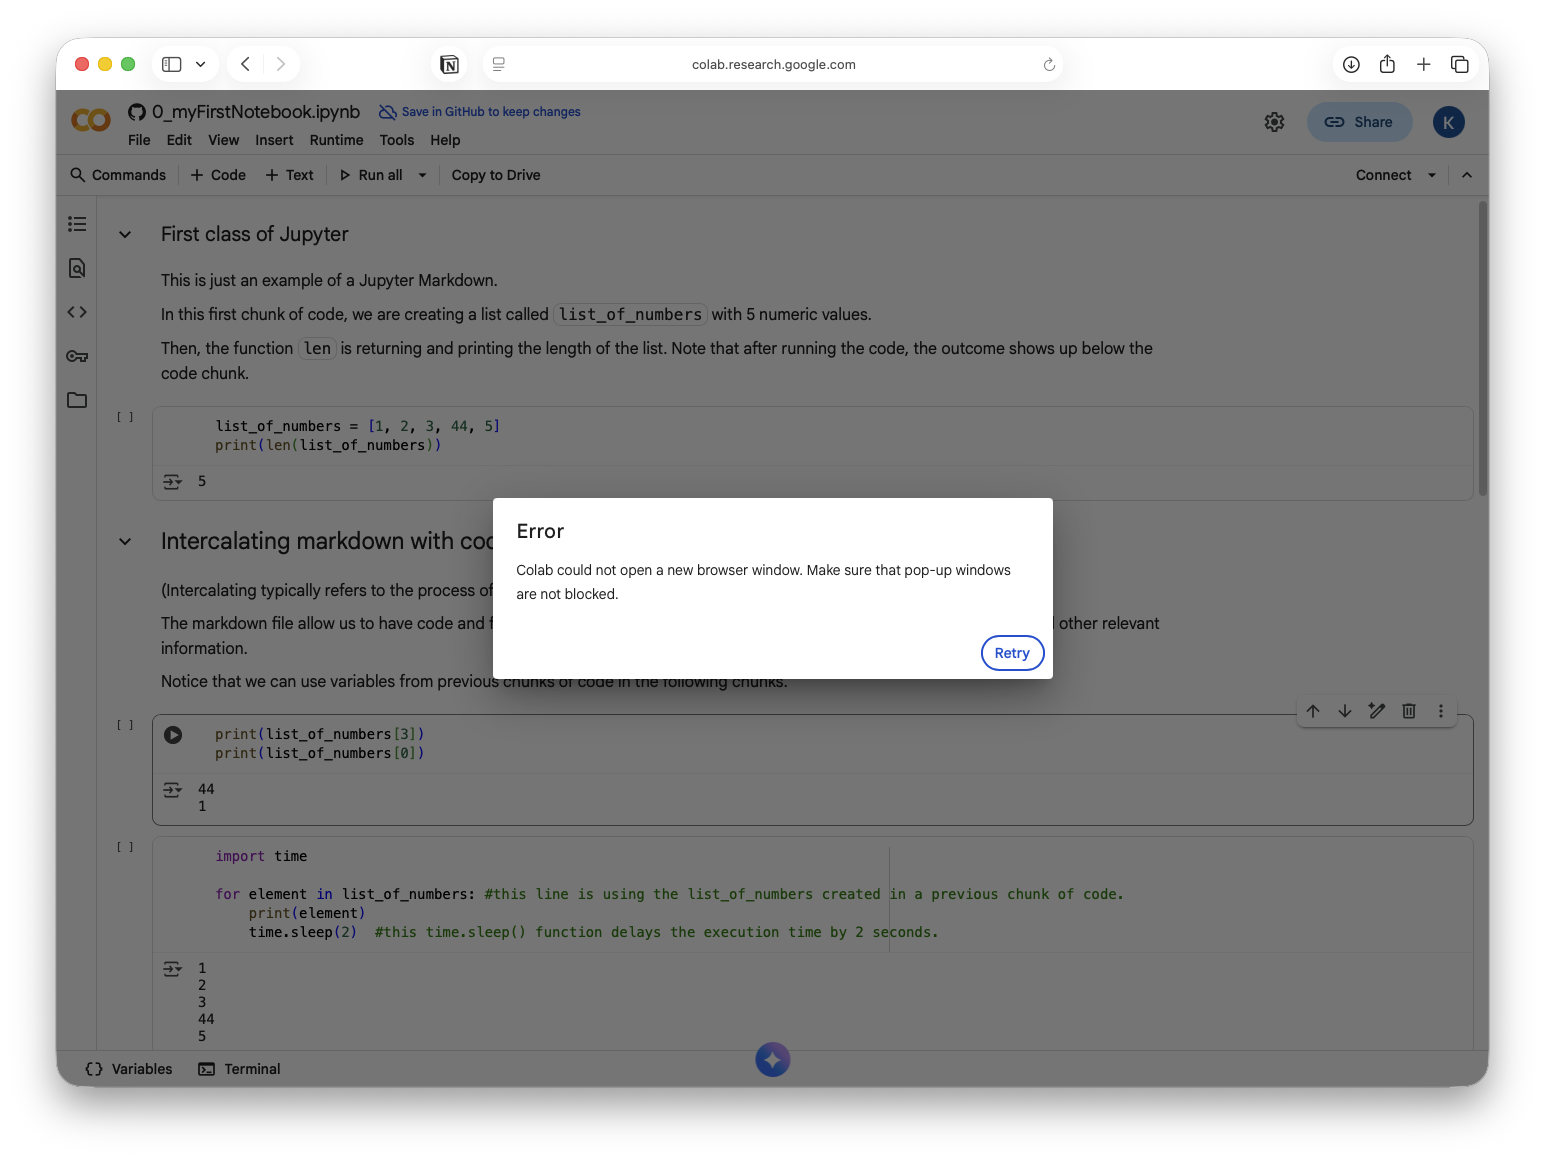 colab.research.google.com
0_myFirstNotebook.ipynb Save in GitHub to keep changes
File Edit View Insert Runtime Tools Help
Share
K
Commands + Code + Text Run all Copy to Drive Connect
First class of Jupyter
This is just an example of a Jupyter Markdown.
In this first chunk of code, we are creating a list called list_of_numbers with 5 numeric values.
Then, the function len is returning and printing the length of the list. Note that after running the code, the outcome shows up below the
code chunk.
[ ]
list_of_numbers = [1, 2, 3, 44, 5]
print(len(list_of_numbers))
5
Error
Colab could not open a new browser window. Make sure that pop-up windows
are not blocked.
Retry
Intercalating markdown with
(Intercalating typically refers to the process of
The markdown file allow us to have code and other relevant
information.
Notice that we can use variables from previous chunks of code in the following chunks.
[ ]
print(list_of_numbers[3])
print(list_of_numbers[0])
44
1
[ ]
import time
for element in list_of_numbers: #this line is using the list_of_numbers created in a previous chunk of code.
print(element)
time.sleep(2) #this time.sleep() function delays the execution time by 2 seconds.
1
2
3
44
5
{} Variables Terminal